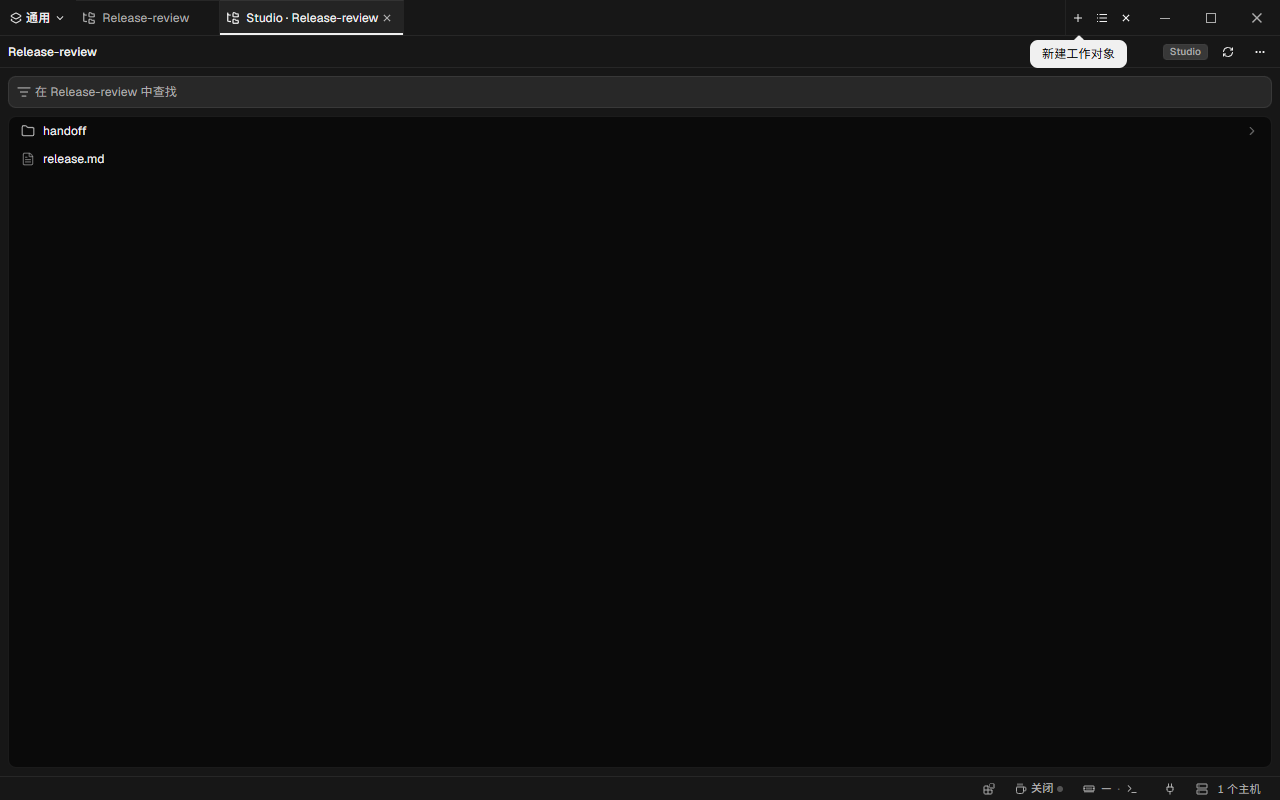 通用 Release-review Studio · Release-review
Release-review 新建工作对象 Studio
在 Release-review 中查找
handoff
release.md
关闭 1 个主机